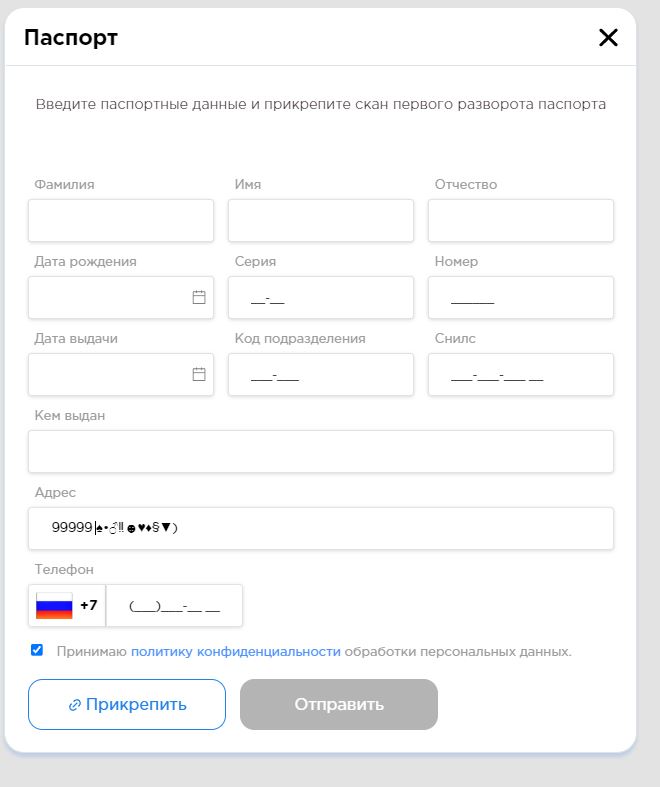 Паспорт
Введите паспортные данные и прикрепите скан первого разворота паспорта
Фамилия Имя Отчество
Дата рождения Серия Номер
__-__ ______
Дата выдачи Код подразделения Снилс
___-___ ___-___-___ __
Кем выдан
Адрес
99999♠•♂‼☻♥♦§▼)
Телефон
+7 (___)___-__ __
Принимаю политику конфиденциальности обработки персональных данных.
Прикрепить Отправить